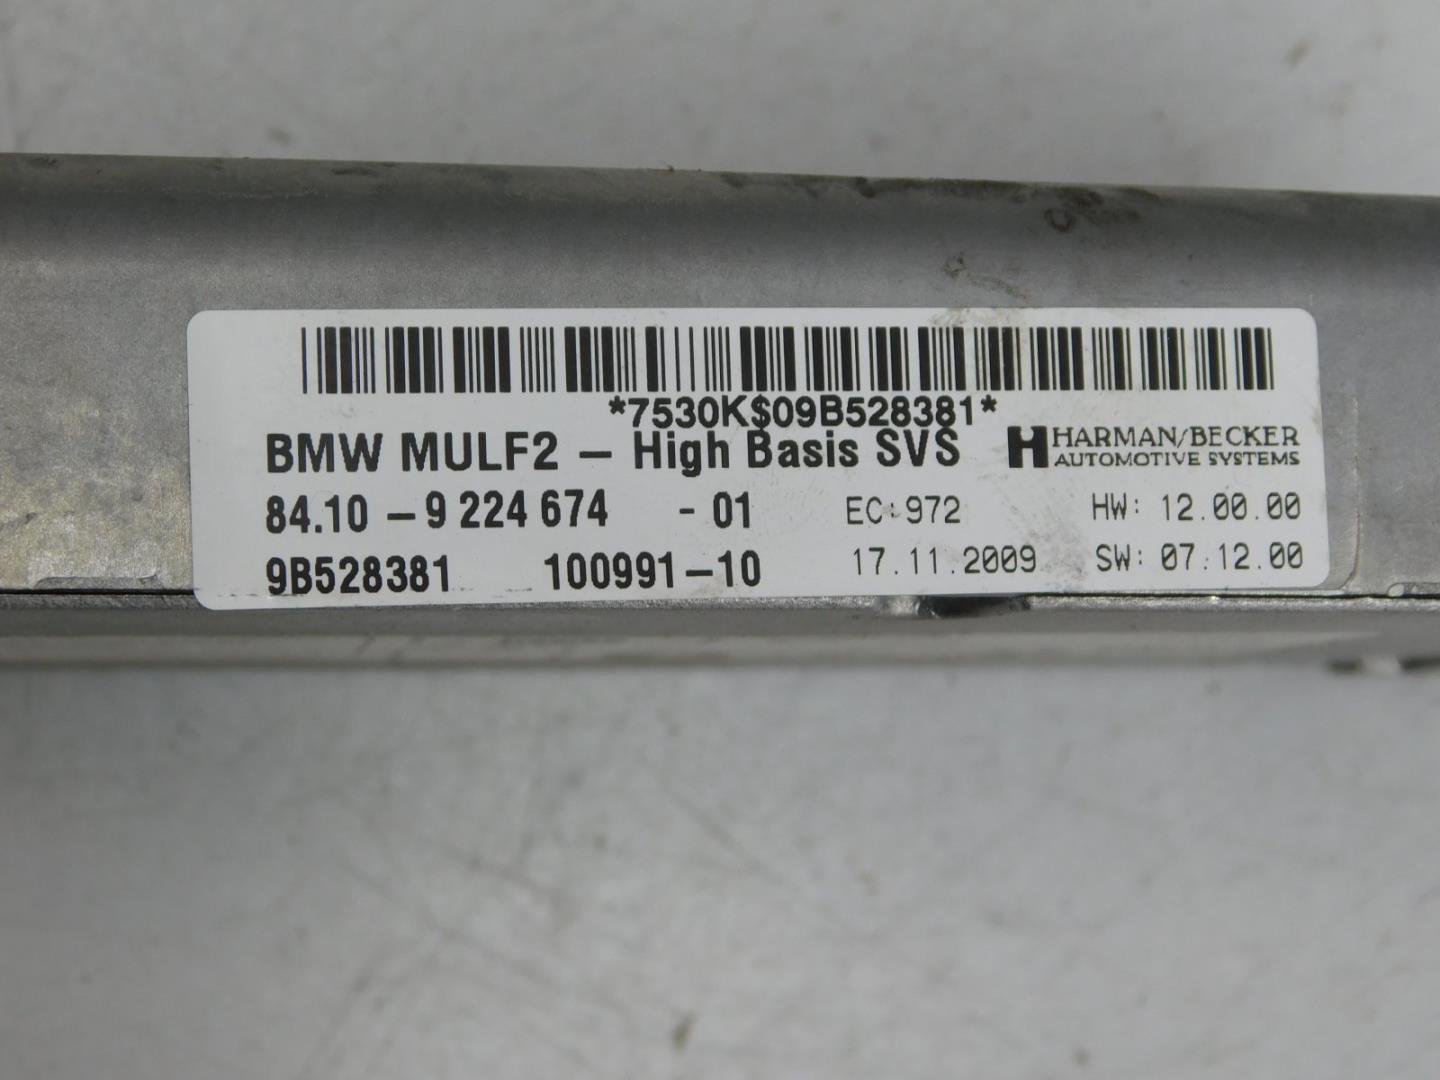 *7530K$09B528381*
BMW MULF2 – High Basis SVS
HARMAN/BECKER
AUTOMOTIVE SYSTEMS
84.10 – 9 224 674 - 01 EC:972 HW: 12.00.00
9B528381 100991–10 17.11.2009 SW: 07.12.00